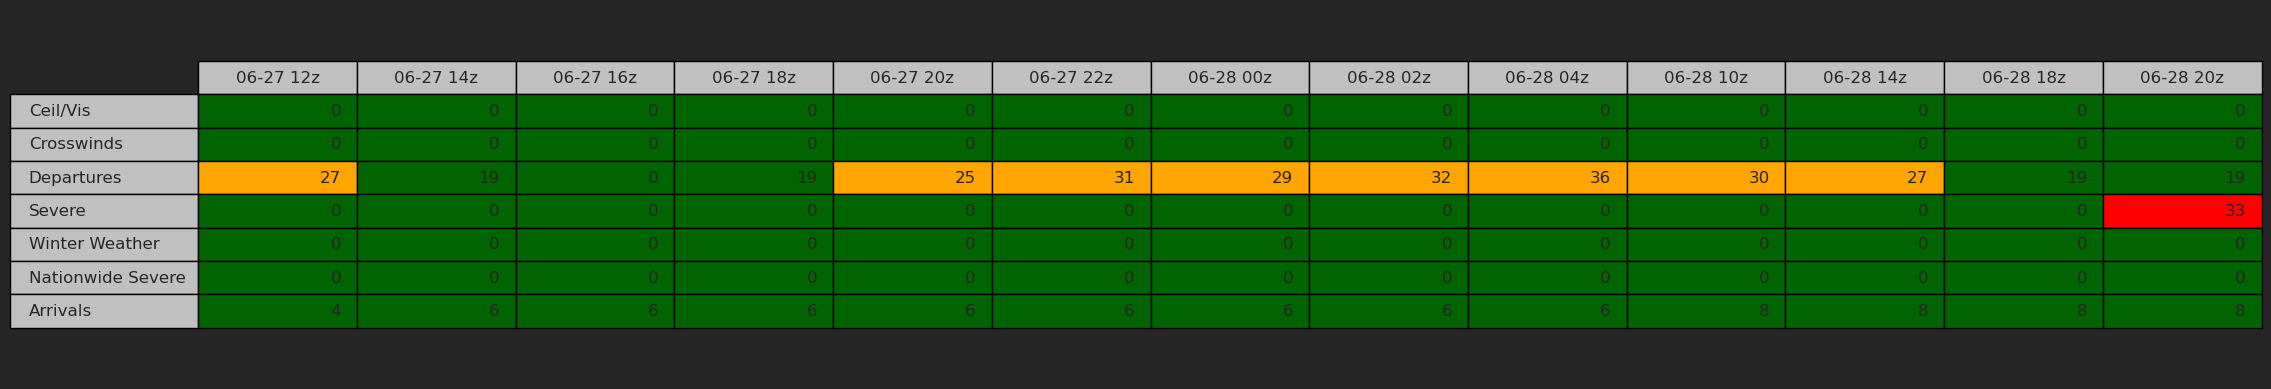 06-27 12z 06-27 14z 06-27 16z 06-27 18z 06-27 20z 06-27 22z 06-28 00z 06-28 02z 06-28 04z 06-28 10z 06-28 14z 06-28 18z 06-28 20z
Ceil/Vis 0 0 0 0 0 0 0 0 0 0 0 0 0
Crosswinds 0 0 0 0 0 0 0 0 0 0 0 0 0
Departures 27 19 0 19 25 31 29 32 36 30 27 19 19
Severe 0 0 0 0 0 0 0 0 0 0 0 0 33
Winter Weather 0 0 0 0 0 0 0 0 0 0 0 0 0
Nationwide Severe 0 0 0 0 0 0 0 0 0 0 0 0 0
Arrivals 4 6 6 6 6 6 6 6 6 8 8 8 8